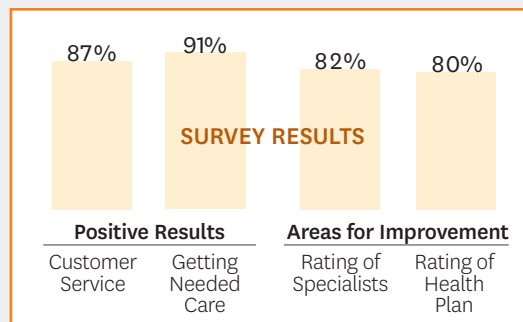 87%
91%
82%
80%
SURVEY RESULTS
Positive Results
Areas for Improvement
Customer
Service
Getting
Needed
Care
Rating of
Specialists
Rating of
Health
Plan